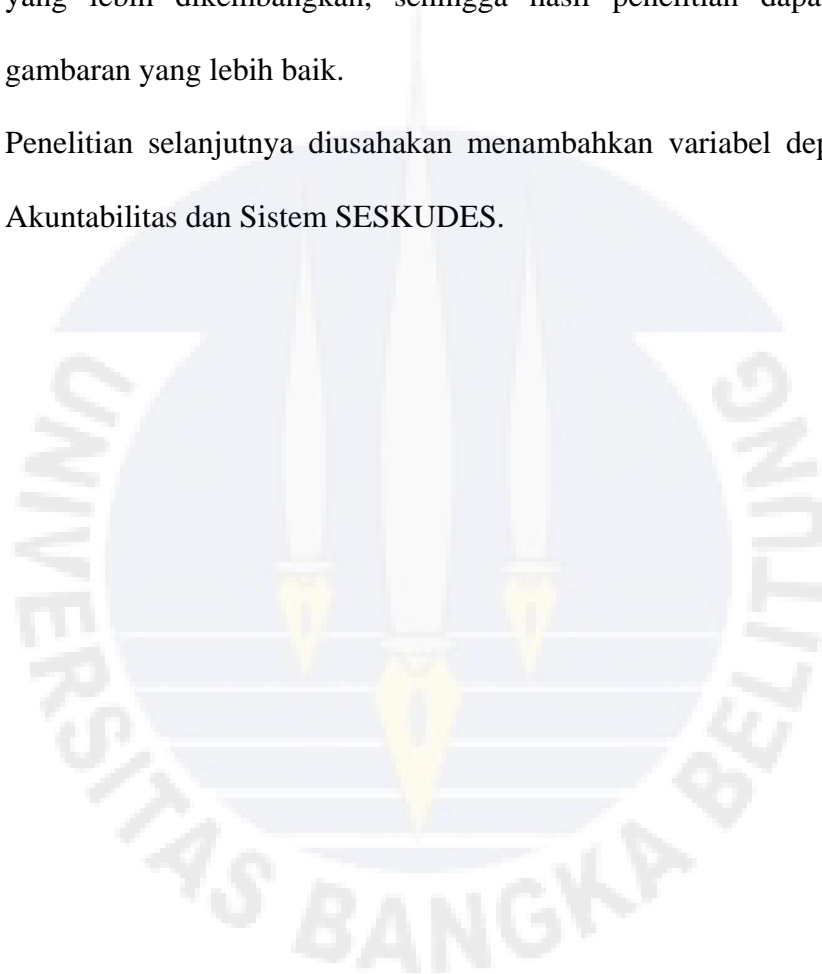 yang lebih dikembangkan, sehingga hasil penelitian dapa
gambaran yang lebih baik.
Penelitian selanjutnya diusahakan menambahkan variabel dep
Akuntabilitas dan Sistem SESKUDES.
UNIVERSITAS BANGKA BELITUNG